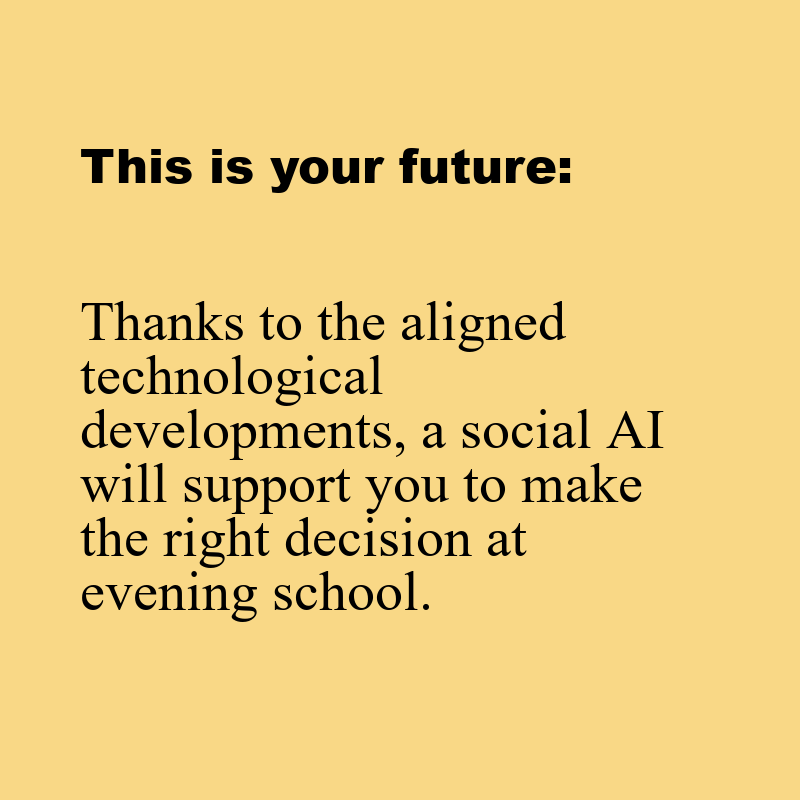 This is your future:
Thanks to the aligned
technological
developments, a social AI
will support you to make
the right decision at
evening school.